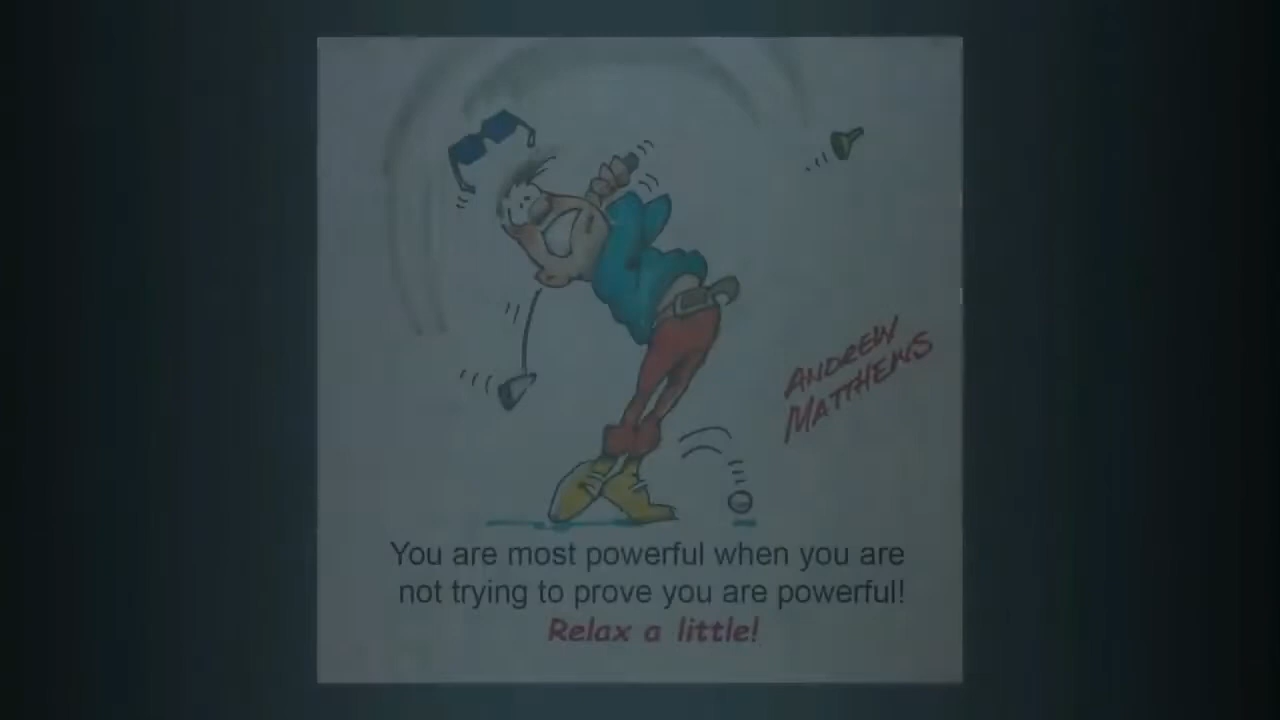 ANDREW
MATTHEWS
You are most powerful when you are
not trying to prove you are powerful!
Relax a little!